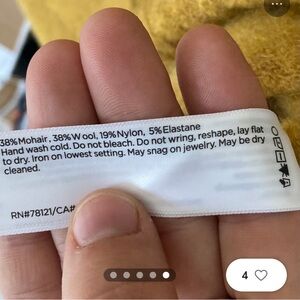 38%Mohair, 38%Wool, 19%Nylon, 5%Elastane
Hand wash cold. Do not bleach. Do not wring, reshape, lay flat
to dry. Iron on lowest setting. May snag on jewelry. May be dry
cleaned.
RN#78121/CA#
4